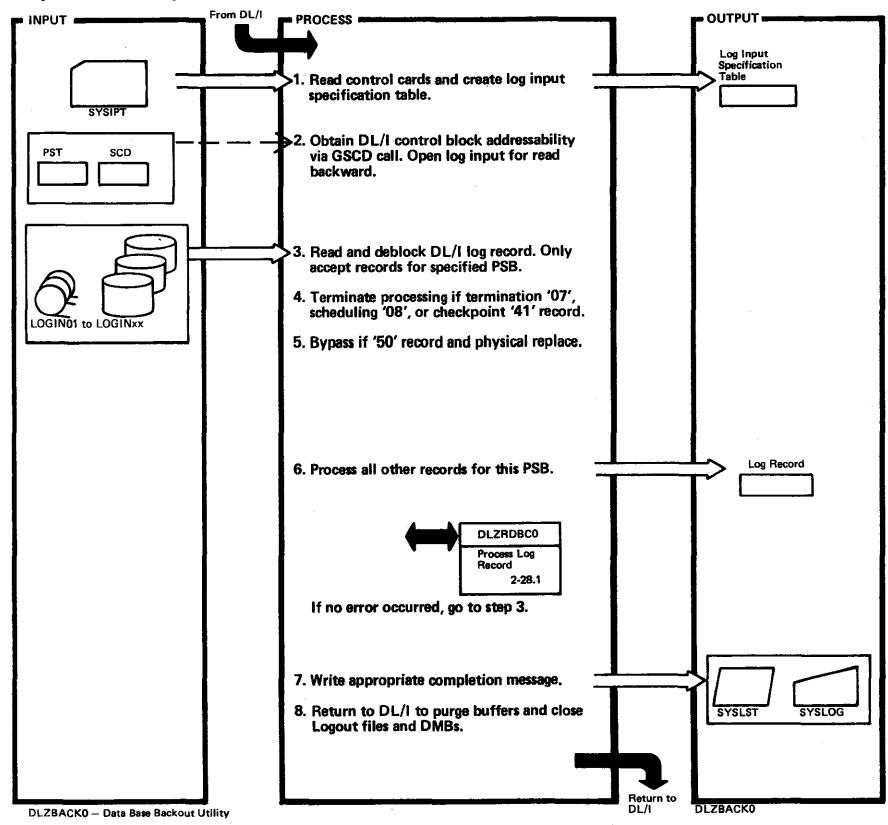 From DL/I
INPUT
PROCESS
OUTPUT
SYSIPT
1. Read control cards and create log input
specification table.
Log Input
Specification
Table
PST SCD
2. Obtain DL/I control block addressability
via GSCD call. Open log input for read
backward.
LOGIN01 to LOGINxx
3. Read and deblock DL/I log record. Only
accept records for specified PSB.
4. Terminate processing if termination '07',
scheduling '08', or checkpoint '41' record.
5. Bypass if '50' record and physical replace.
6. Process all other records for this PSB.
Log Record
DLZRDBC0
Process Log
Record
2-28.1
If no error occurred, go to step 3.
7. Write appropriate completion message.
SYSLST SYSLOG
8. Return to DL/I to purge buffers and close
Logout files and DMBs.
Return to
DL/I
DLZBACK0 — Data Base Backout Utility
DLZBACK0